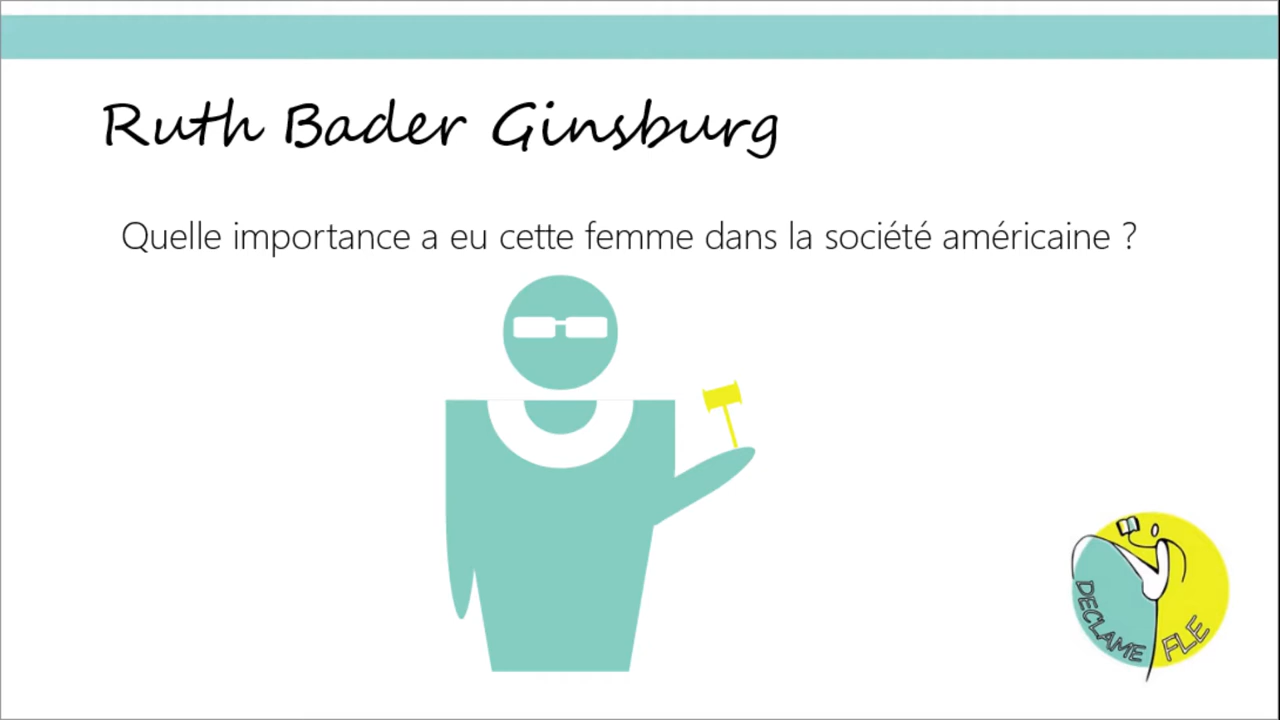 Ruth Bader Ginsburg
Quelle importance a eu cette femme dans la société américaine ?
DECLAME FLE